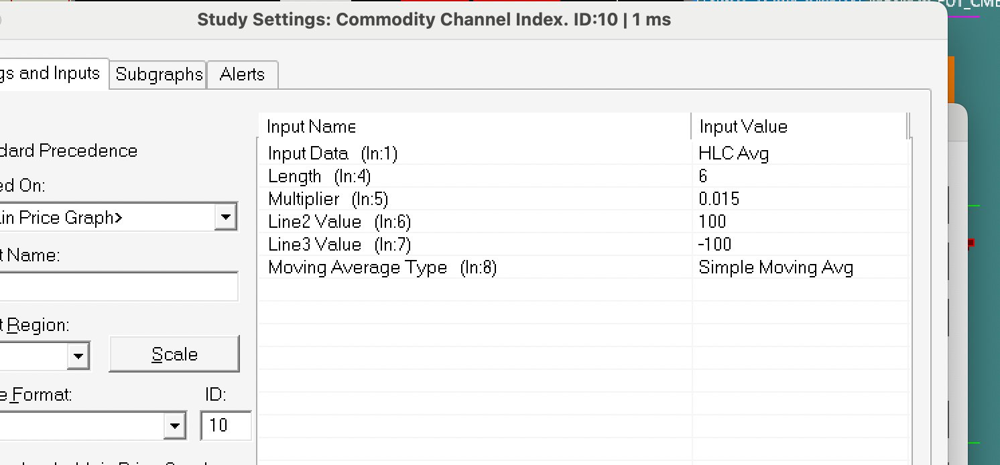 Study Settings: Commodity Channel Index. ID:10 | 1 ms
gs and Inputs Subgraphs Alerts
Input Name Input Value
Input Data (In:1) HLC Avg
dard Precedence
Length (In:4) 6
ed On:
Multiplier (In:5) 0.015
in Price Graph>
Line2 Value (In:6) 100
Line3 Value (In:7) -100
t Name:
Moving Average Type (In:8) Simple Moving Avg
t Region:
Scale
e Format: ID:
10